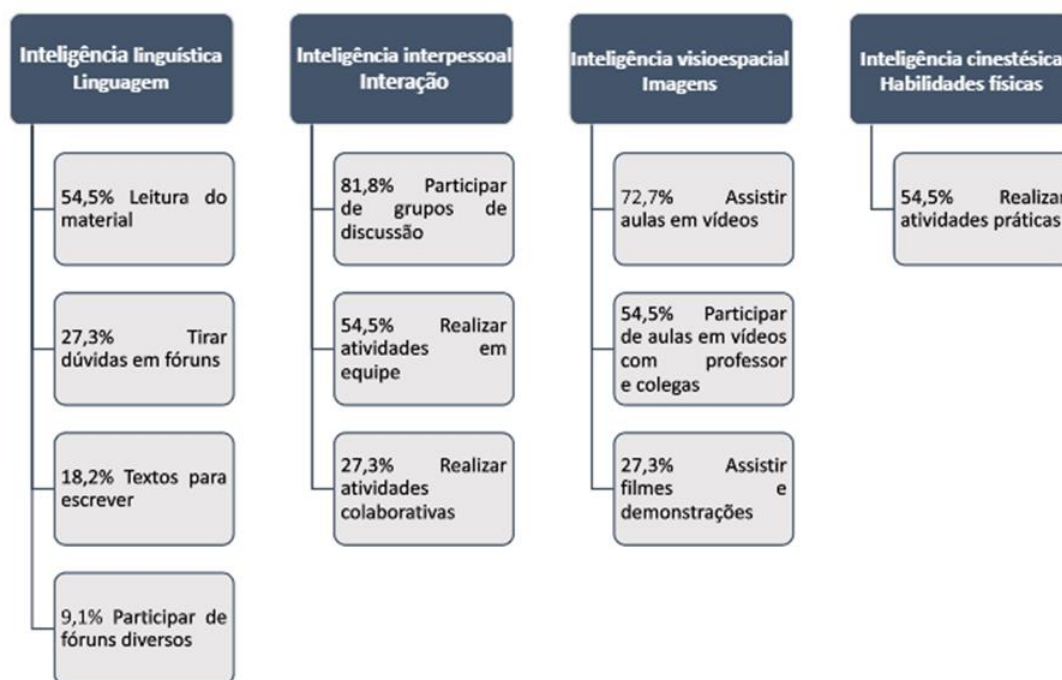 Inteligência linguística
Linguagem
54,5% Leitura do
material
27,3% Tirar
dúvidas em fóruns
18,2% Textos para
escrever
9,1% Participar de
fóruns diversos
Inteligência interpessoal
Interação
81,8% Participar
de grupos de
discussão
54,5% Realizar
atividades em
equipe
27,3% Realizar
atividades
colaborativas
Inteligência visioespacial
Imagens
72,7% Assistir
aulas em vídeos
54,5% Participar
de aulas em vídeos
com professor
e colegas
27,3% Assistir
filmes e
demonstrações
Inteligência cinestésica
Habilidades físicas
54,5% Realizar
atividades práticas